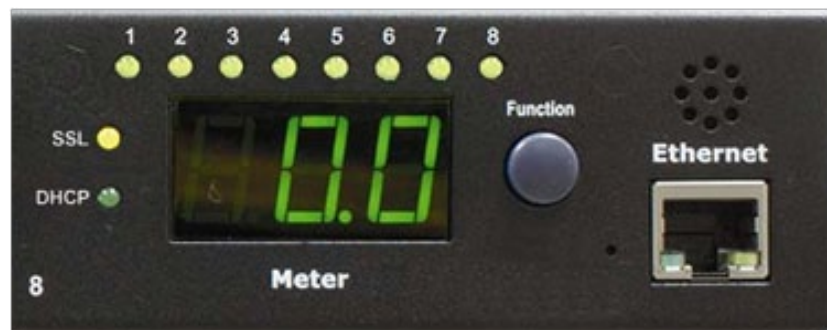 1 2 3 4 5 6 7 8
SSL
DHCP
0.0
Function
Ethernet
Meter
8